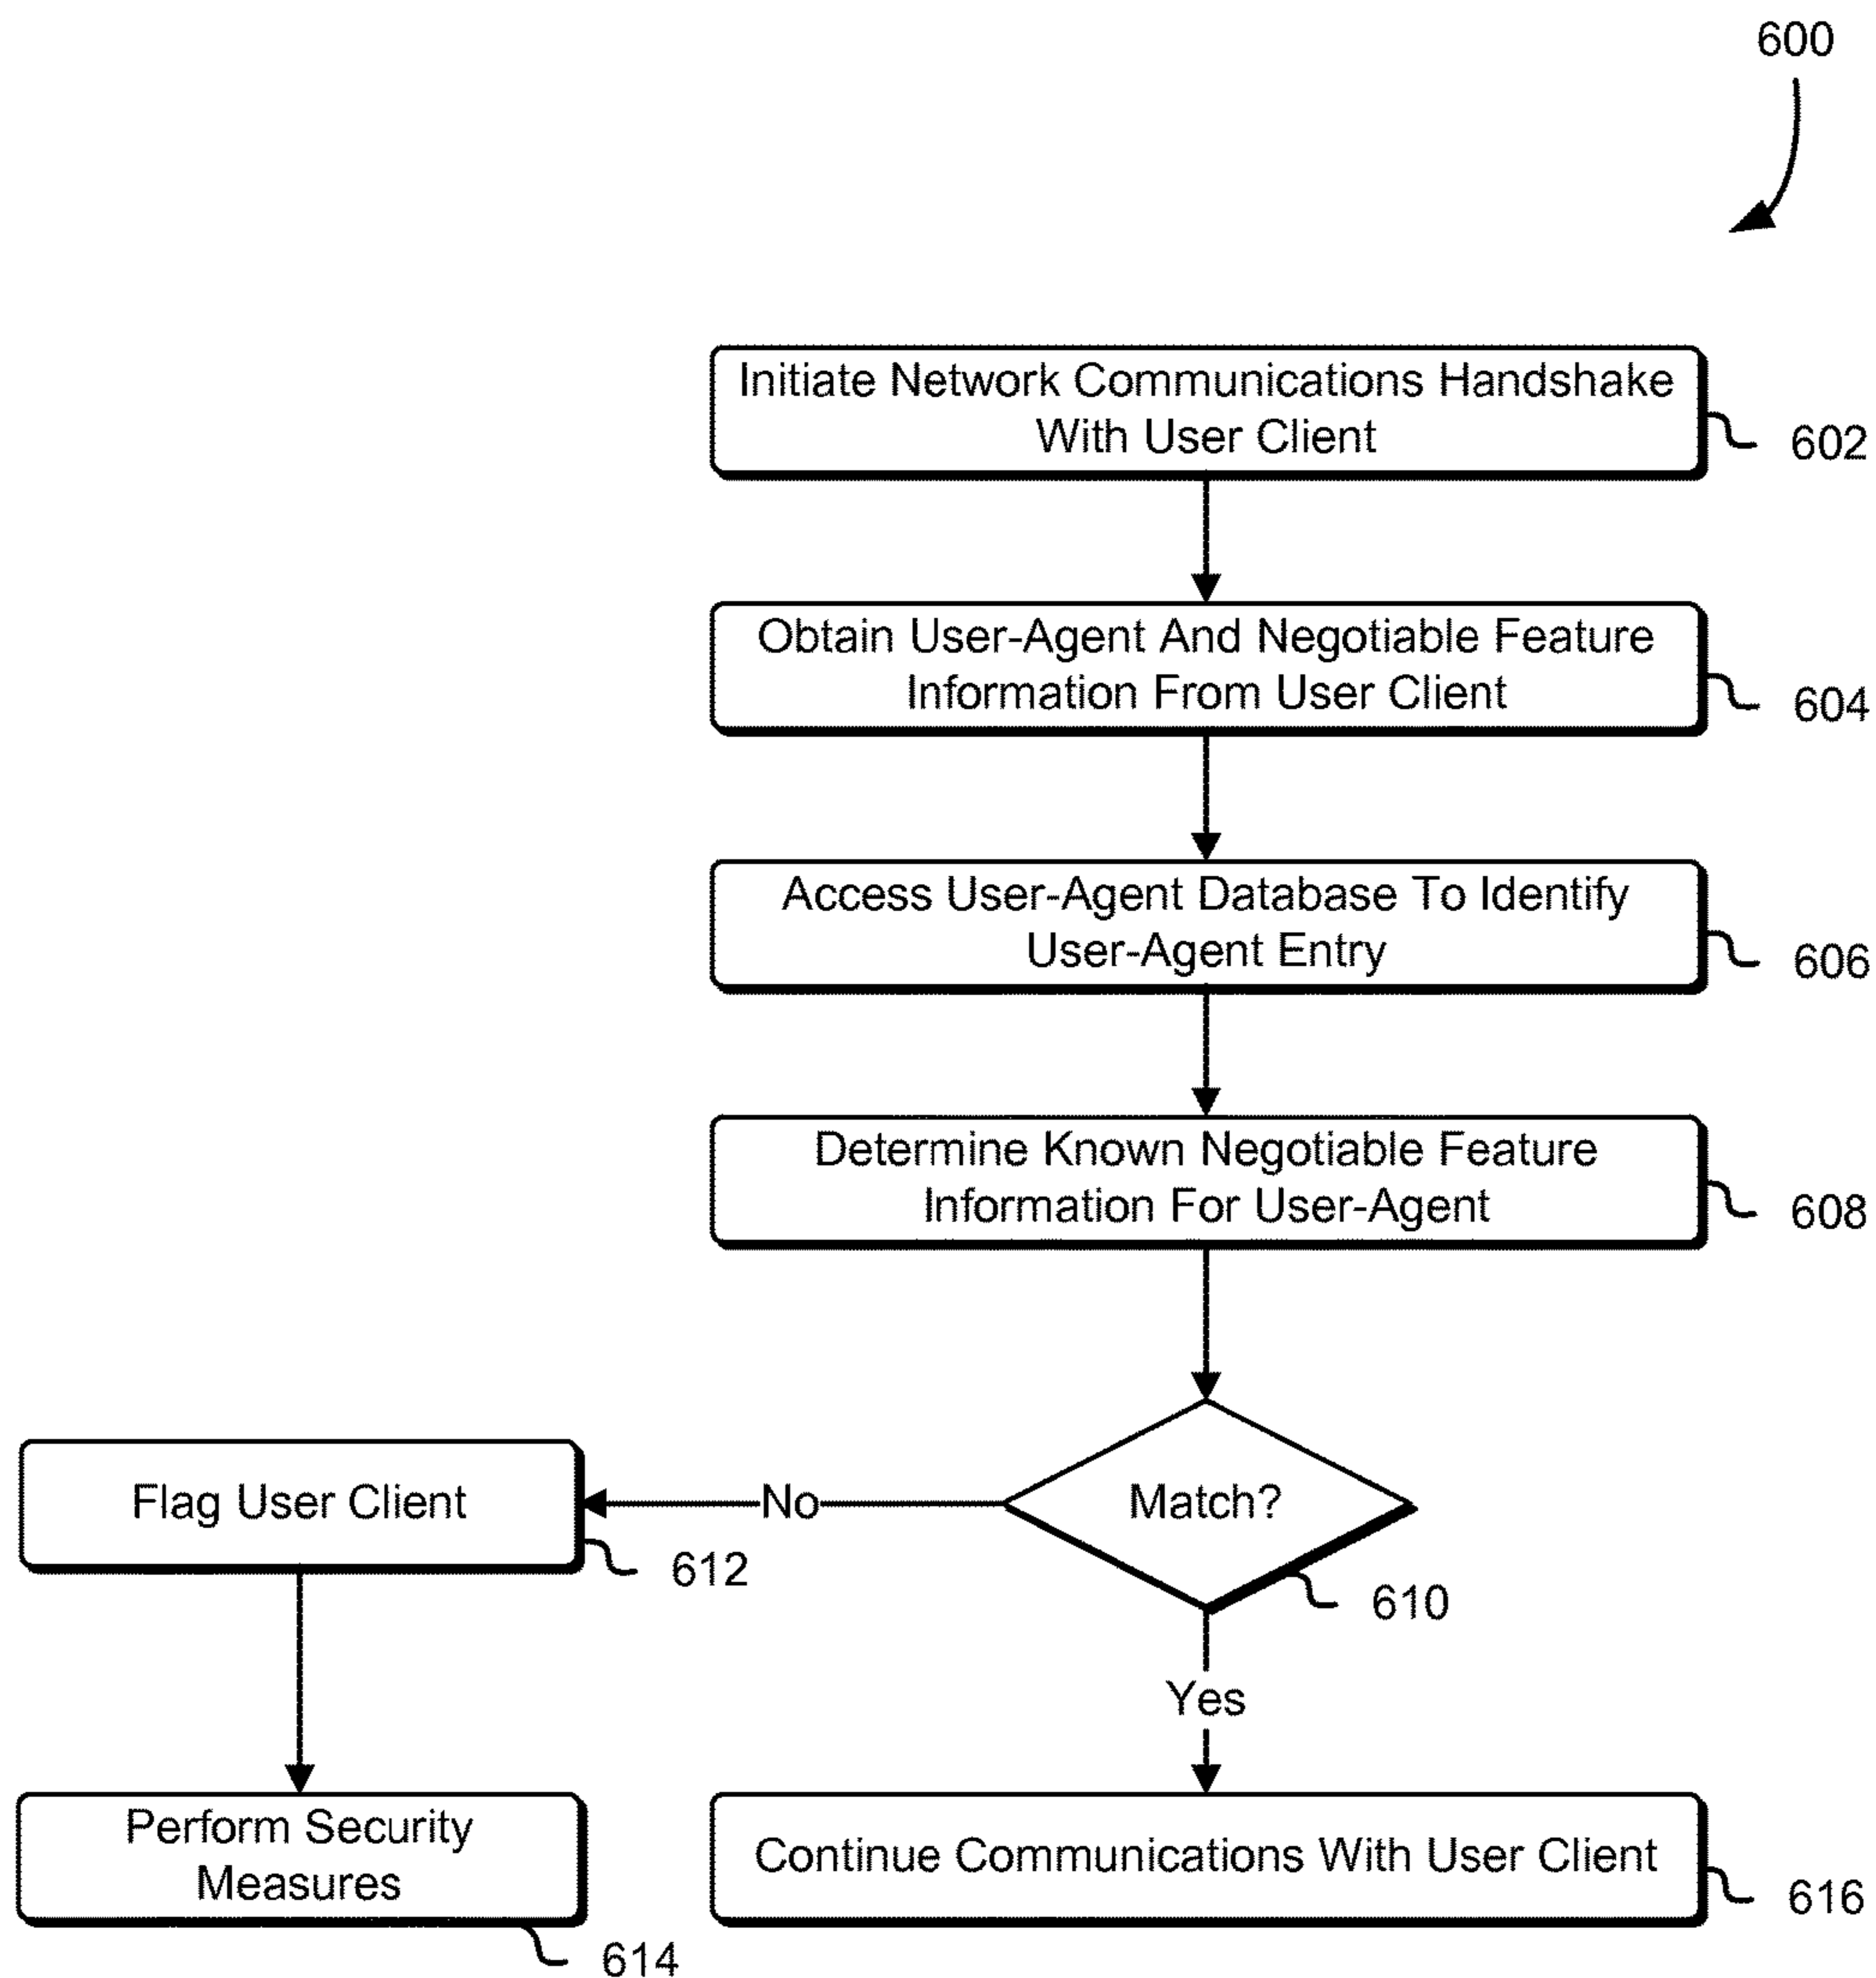 600
Initiate Network Communications Handshake
With User Client
602
Obtain User-Agent And Negotiable Feature
Information From User Client
604
Access User-Agent Database To Identify
User-Agent Entry
606
Determine Known Negotiable Feature
Information For User-Agent
608
Match?
610
No
Flag User Client
612
Yes
Perform Security
Measures
614
Continue Communications With User Client
616